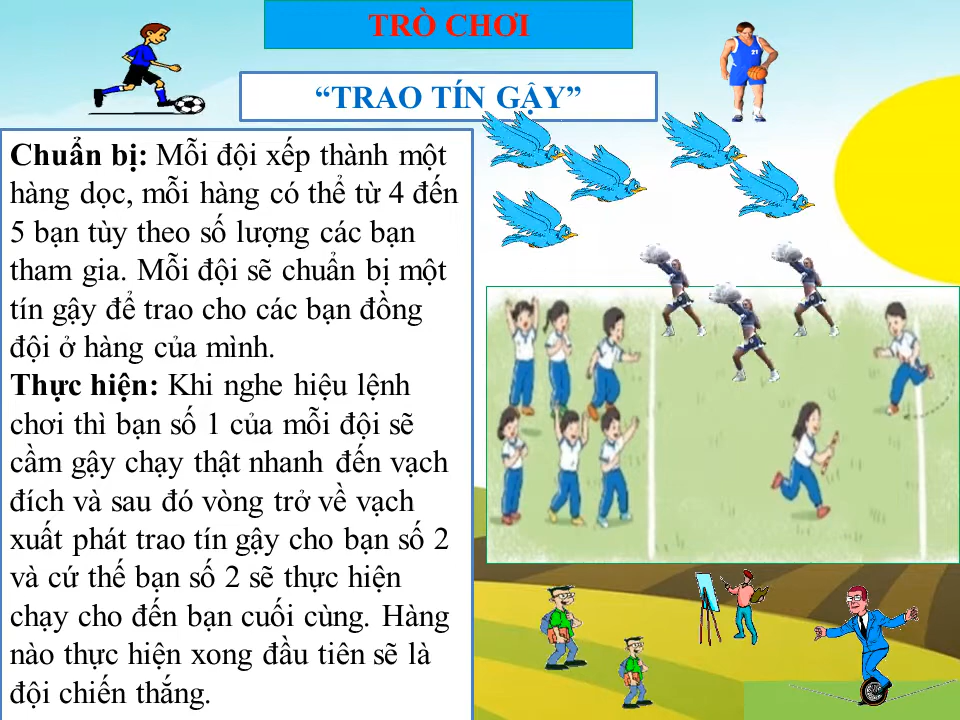 TRÒ CHƠI
“TRAO TÍN GẬY”
Chuẩn bị: Mỗi đội xếp thành một
hàng dọc, mỗi hàng có thể từ 4 đến
5 bạn tùy theo số lượng các bạn
tham gia. Mỗi đội sẽ chuẩn bị một
tín gậy để trao cho các bạn đồng
đội ở hàng của mình.
Thực hiện: Khi nghe hiệu lệnh
chơi thì bạn số 1 của mỗi đội sẽ
cầm gậy chạy thật nhanh đến vạch
đích và sau đó vòng trở về vạch
xuất phát trao tín gậy cho bạn số 2
và cứ thế bạn số 2 sẽ thực hiện
chạy cho đến bạn cuối cùng. Hàng
nào thực hiện xong đầu tiên sẽ là
đội chiến thắng.